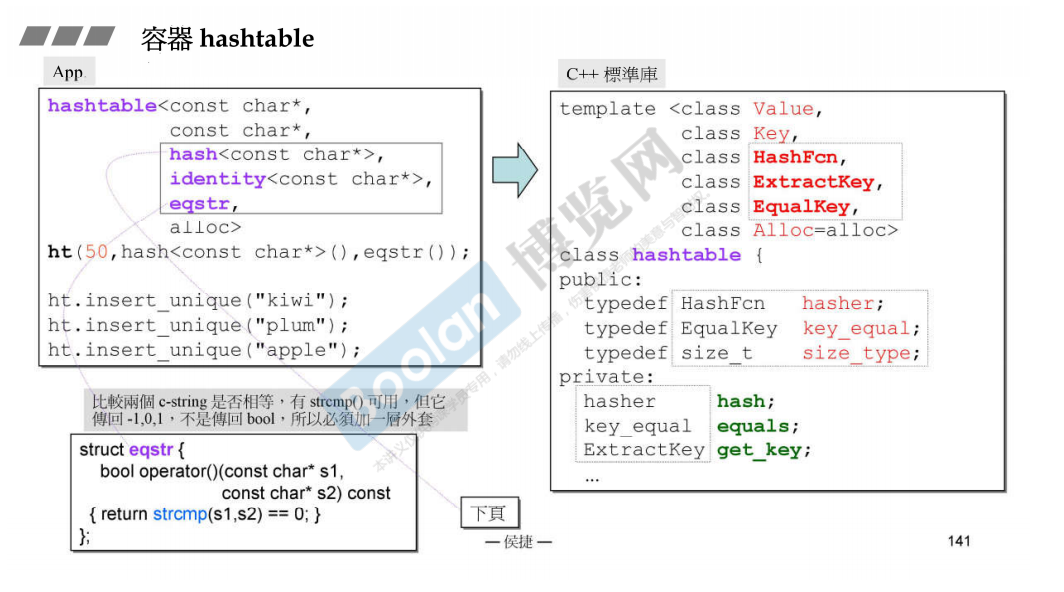 容器 hashtable
App.
hashtable<const char*,
const char*,
hash<const char*>,
identity<const char*>,
eqstr,
alloc>
ht(50,hash<const char*>(),eqstr());
ht.insert_unique("kiwi");
ht.insert_unique("plum");
ht.insert_unique("apple");
比較兩個 c-string 是否相等，有 strcmp() 可用，但它
傳回 -1,0,1，不是傳回 bool，所以必須加一層外套
struct eqstr {
bool operator()(const char* s1,
const char* s2) const
{ return strcmp(s1,s2) == 0; }
};
C++ 標準庫
template <class Value,
class Key,
class HashFcn,
class ExtractKey,
class EqualKey,
class Alloc=alloc>
class hashtable {
public:
typedef HashFcn hasher;
typedef EqualKey key_equal;
typedef size_t size_type;
private:
hasher hash;
key_equal equals;
ExtractKey get_key;
...
下頁
— 侯捷 —
141
Boolan 博览网